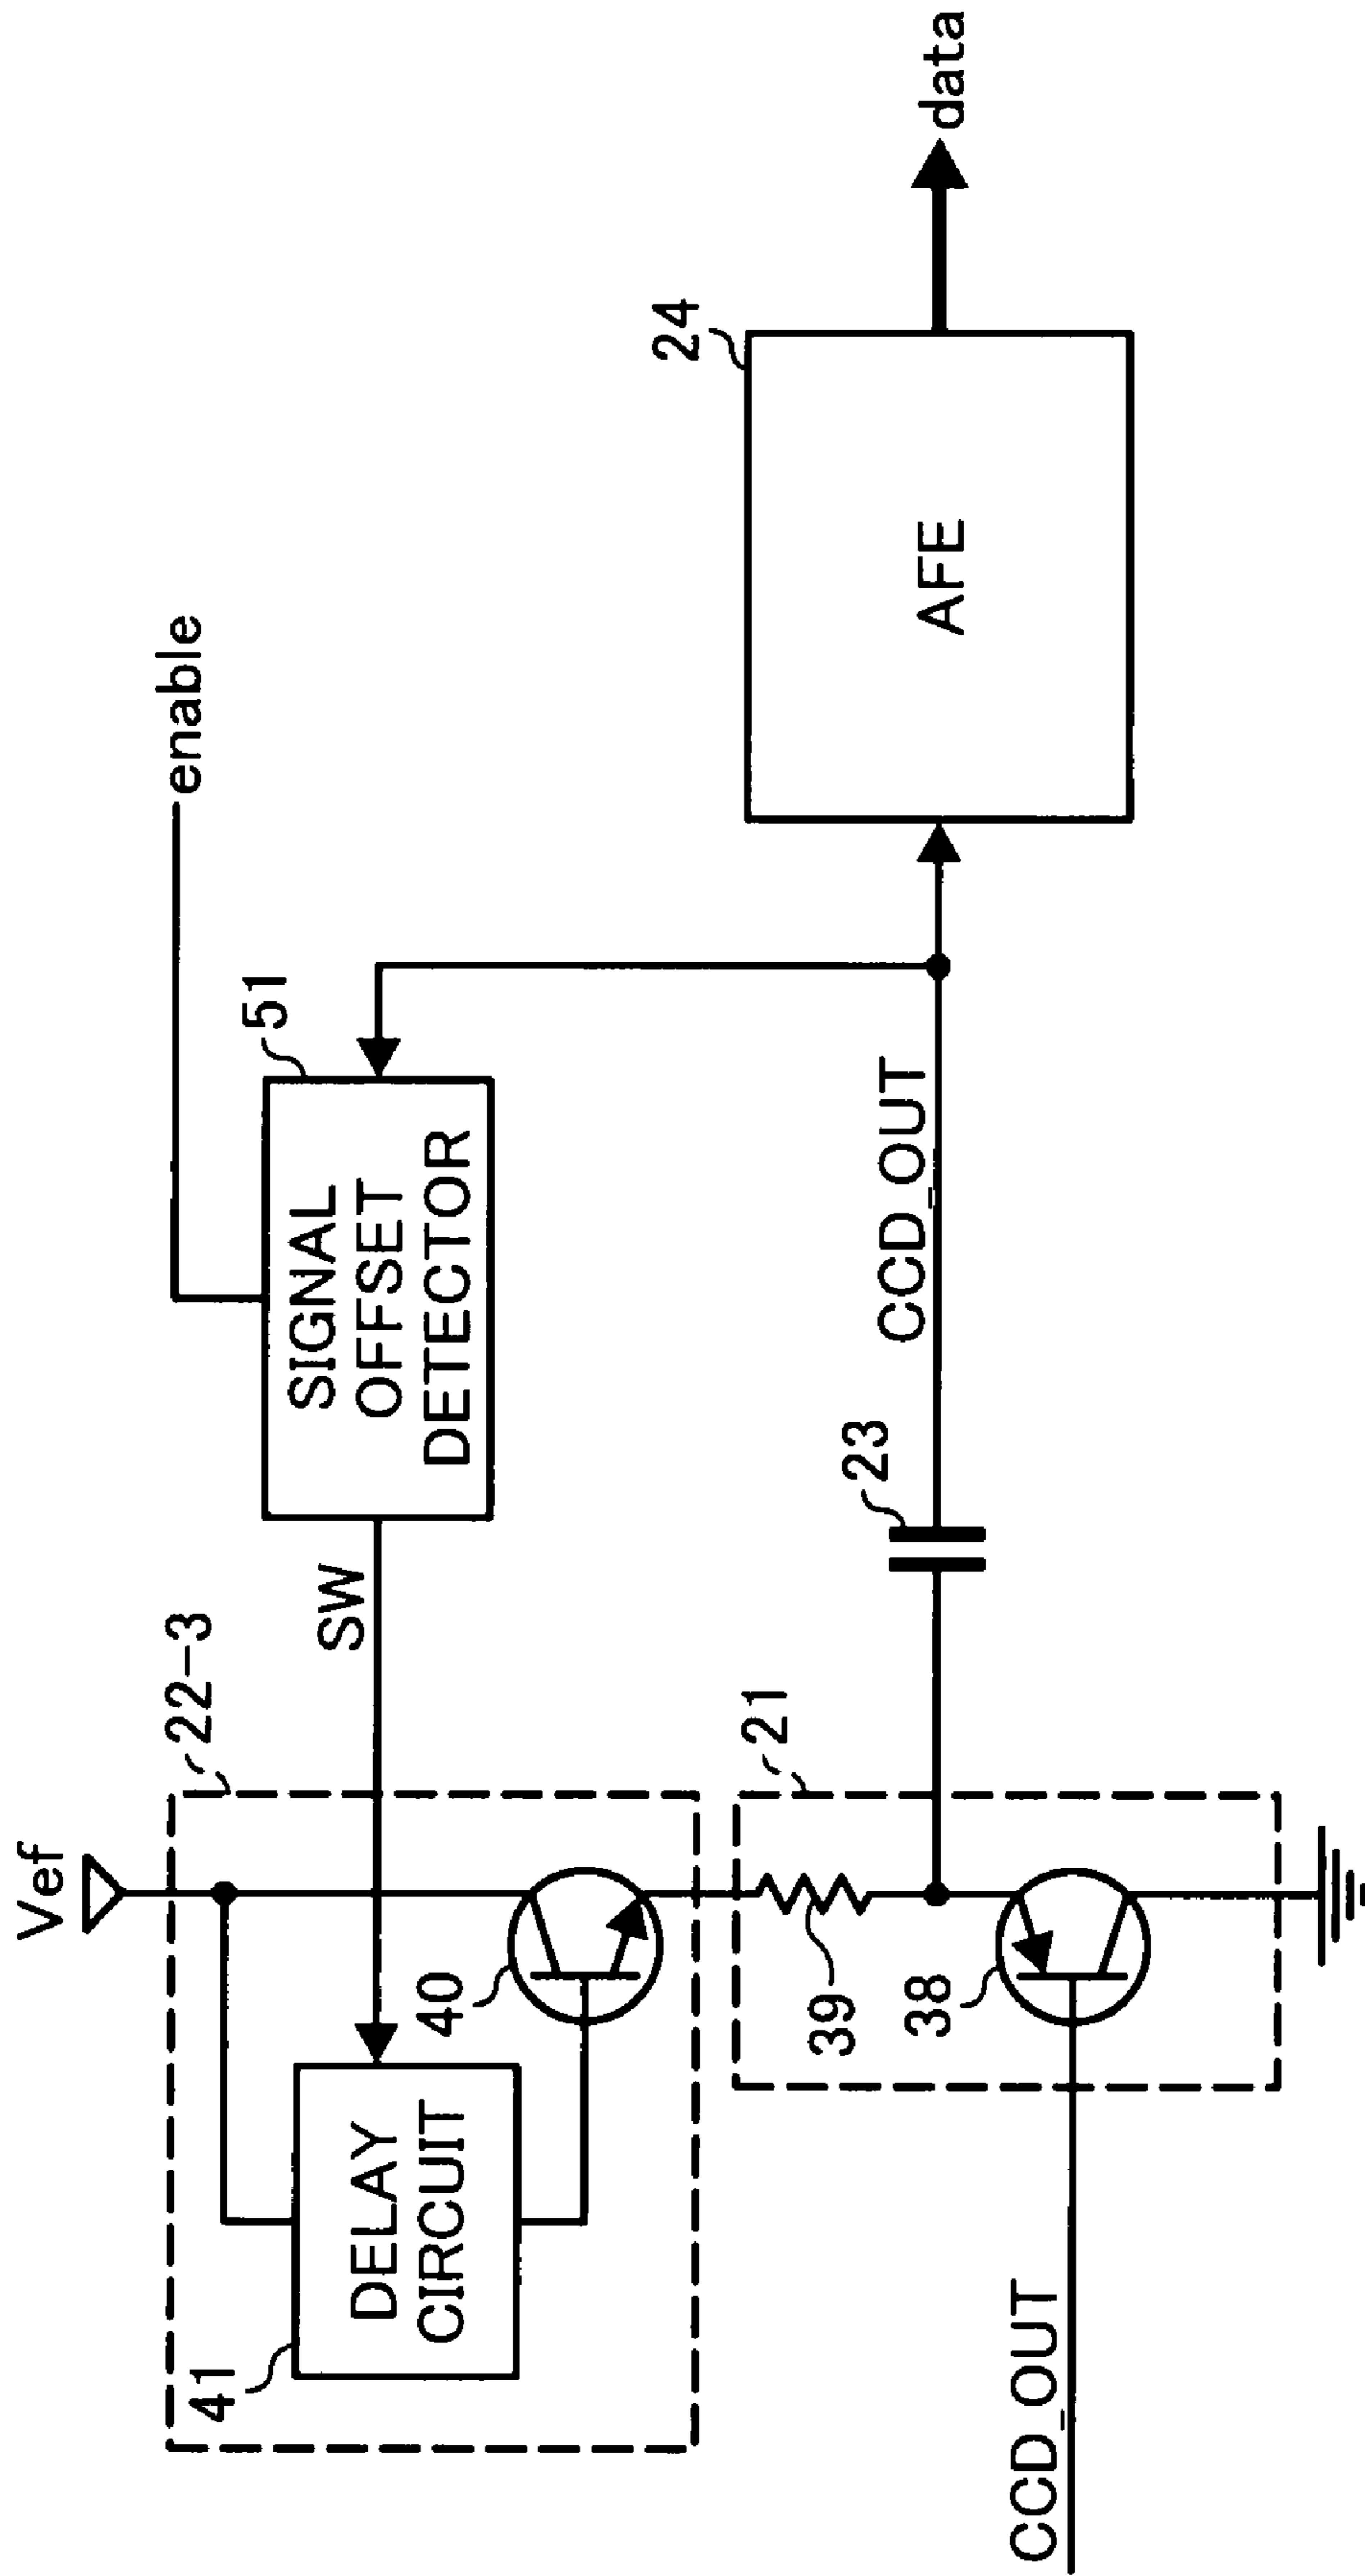 Vef
22-3
SW
enable
51
SIGNAL
OFFSET
DETECTOR
41
DELAY
CIRCUIT
40
39
21
38
23
CCD_OUT
24
AFE
data
CCD_OUT